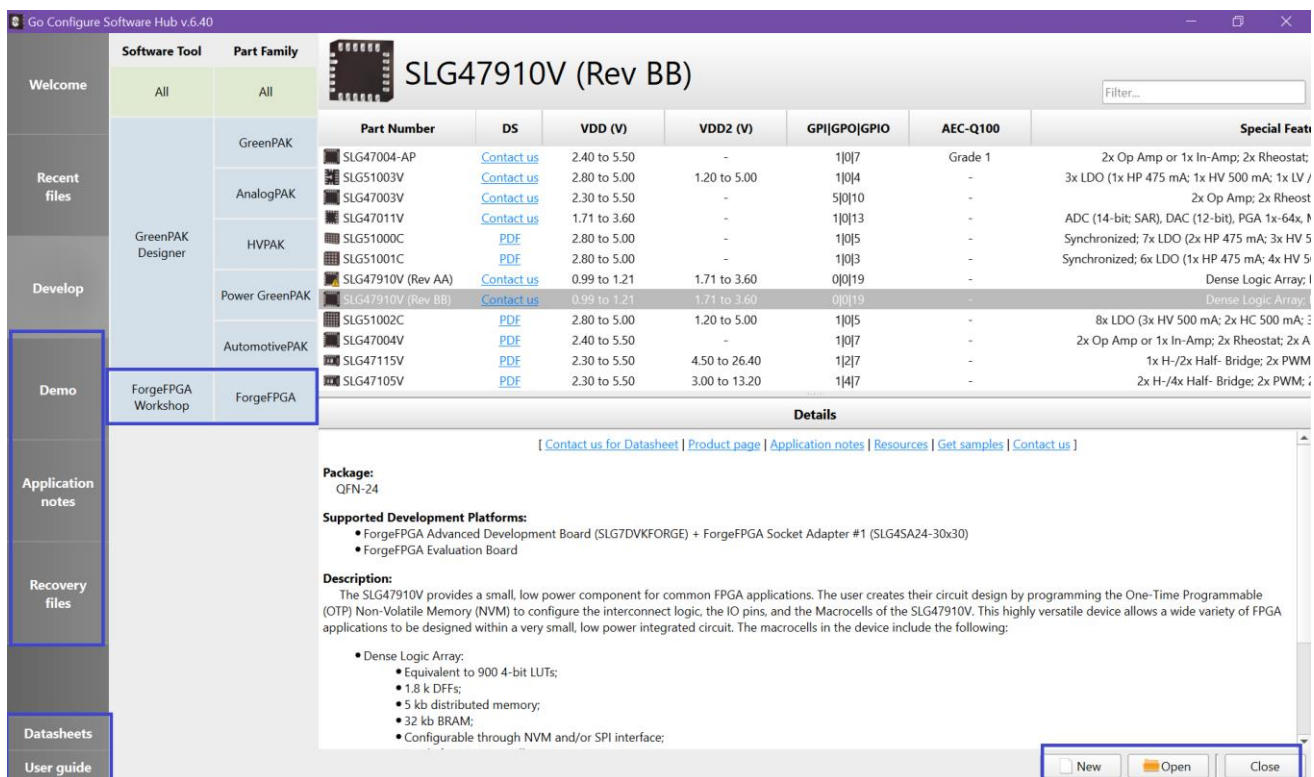 Go Configure Software Hub v.6.40
Welcome
Recent
files
Develop
Demo
Application
notes
Recovery
files
Datasheets
User guide
Software Tool Part Family
All All
GreenPAK
Designer
GreenPAK
AnalogPAK
HVPAK
Power GreenPAK
AutomotivePAK
ForgeFPGA
Workshop
ForgeFPGA
SLG47910V (Rev BB)
Filter...
Part Number DS VDD (V) VDD2 (V) GPI|GPO|GPIO AEC-Q100 Special Feat
SLG47004-AP Contact us 2.40 to 5.50 - 1|0|7 Grade 1 2x Op Amp or 1x In-Amp; 2x Rheostat;
SLG51003V Contact us 2.80 to 5.00 1.20 to 5.00 1|0|4 - 3x LDO (1x HP 475 mA; 1x HV 500 mA; 1x LV /
SLG47003V Contact us 2.30 to 5.50 - 5|0|10 - 2x Op Amp; 2x Rheost
SLG47011V Contact us 1.71 to 3.60 - 1|0|13 - ADC (14-bit; SAR), DAC (12-bit), PGA 1x-64x,
SLG51000C PDF 2.80 to 5.00 - 1|0|5 - Synchronized; 7x LDO (2x HP 475 mA; 3x HV 5
SLG51001C PDF 2.80 to 5.00 - 1|0|3 - Synchronized; 6x LDO (1x HP 475 mA; 4x HV 5
SLG47910V (Rev AA) Contact us 0.99 to 1.21 1.71 to 3.60 0|0|19 - Dense Logic Array;
SLG47910V (Rev BB) Contact us 0.99 to 1.21 1.71 to 3.60 0|0|19 - Dense Logic Array;
SLG51002C PDF 2.80 to 5.00 1.20 to 5.00 1|0|5 - 8x LDO (3x HV 500 mA; 2x HC 500 mA; 3
SLG47004V PDF 2.40 to 5.50 - 1|0|7 - 2x Op Amp or 1x In-Amp; 2x Rheostat; 2x A
SLG47115V PDF 2.30 to 5.50 4.50 to 26.40 1|2|7 - 1x H-/2x Half- Bridge; 2x PWM
SLG47105V PDF 2.30 to 5.50 3.00 to 13.20 1|4|7 - 2x H-/4x Half- Bridge; 2x PWM; 2
Details
[ Contact us for Datasheet | Product page | Application notes | Resources | Get samples | Contact us ]
Package:
QFN-24
Supported Development Platforms:
• ForgeFPGA Advanced Development Board (SLG7DVKFORGE) + ForgeFPGA Socket Adapter #1 (SLG4SA24-30x30)
• ForgeFPGA Evaluation Board
Description:
The SLG47910V provides a small, low power component for common FPGA applications. The user creates their circuit design by programming the One-Time Programmable
(OTP) Non-Volatile Memory (NVM) to configure the interconnect logic, the IO pins, and the Macrocells of the SLG47910V. This highly versatile device allows a wide variety of FPGA
applications to be designed within a very small, low power integrated circuit. The macrocells in the device include the following:
• Dense Logic Array:
• Equivalent to 900 4-bit LUTs;
• 1.8 k DFFs;
• 5 kb distributed memory;
• 32 kb BRAM;
• Configurable through NVM and/or SPI interface;
New Open Close